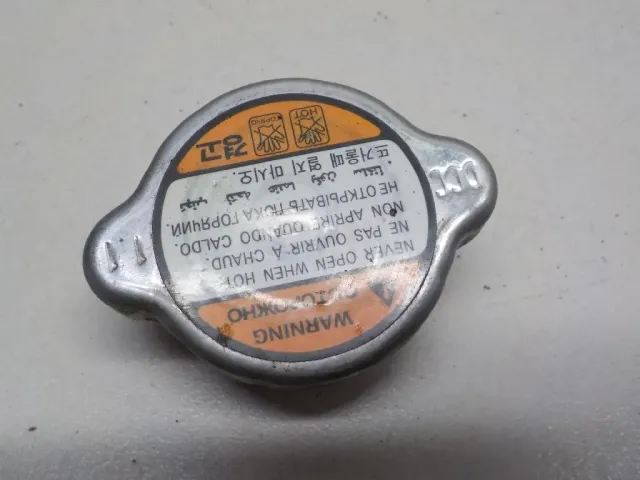 WARNING
ОСТОРОЖНО
NEVER OPEN WHEN HOT.
NE PAS OUVRIR À CHAUD.
NON APRIRE QUANDO CALDO.
НЕ ОТКРЫВАТЬ ПОКА ГОРЯЧИЙ.
뜨거울때 열지 마시오.
경고
HOT